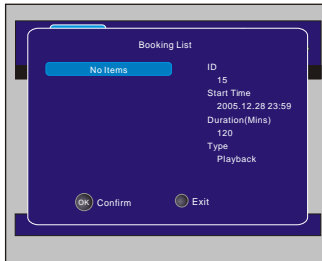 Booking List
No Items
ID
15
Start Time
2005.12.28 23:59
Duration(Mins)
120
Type
Playback
OK Confirm
Exit